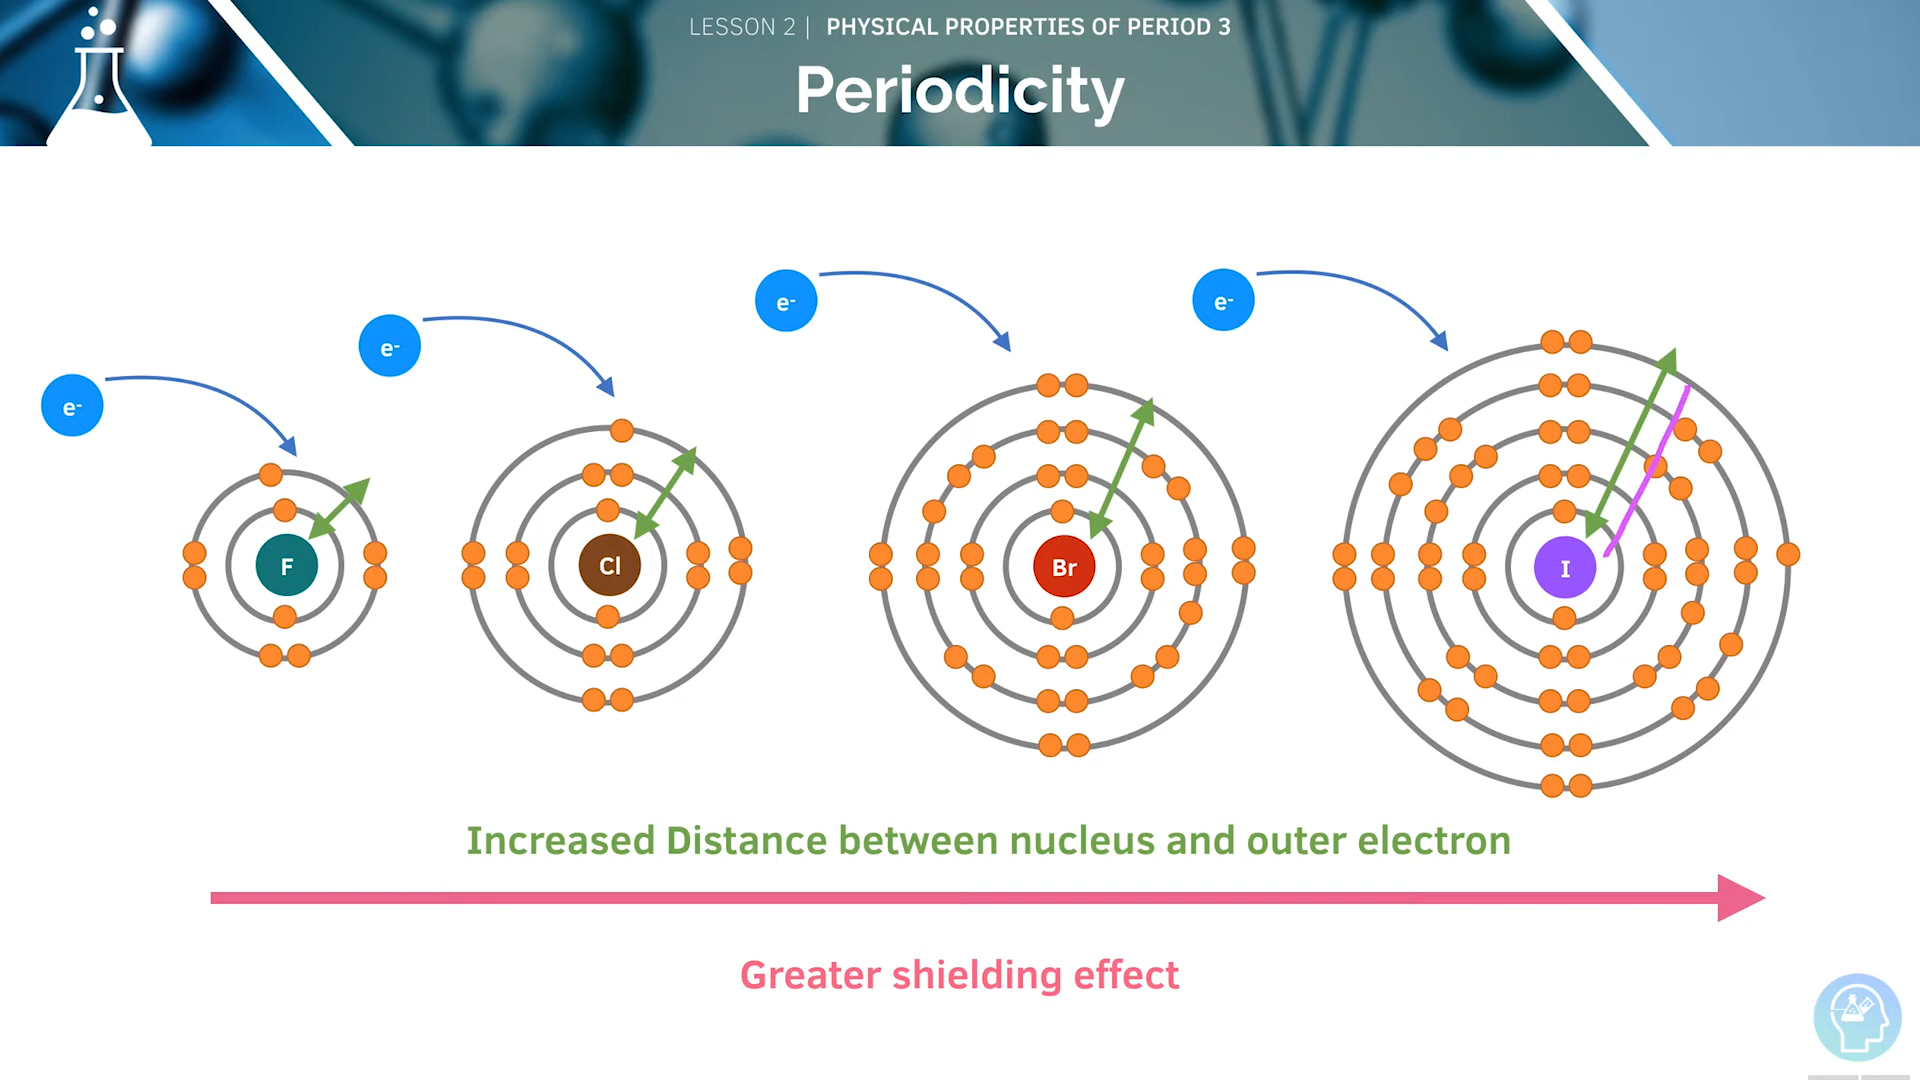 LESSON 2 | PHYSICAL PROPERTIES OF PERIOD 3
Periodicity
e-
e-
e-
e-
F
Cl
Br
I
Increased Distance between nucleus and outer electron
Greater shielding effect